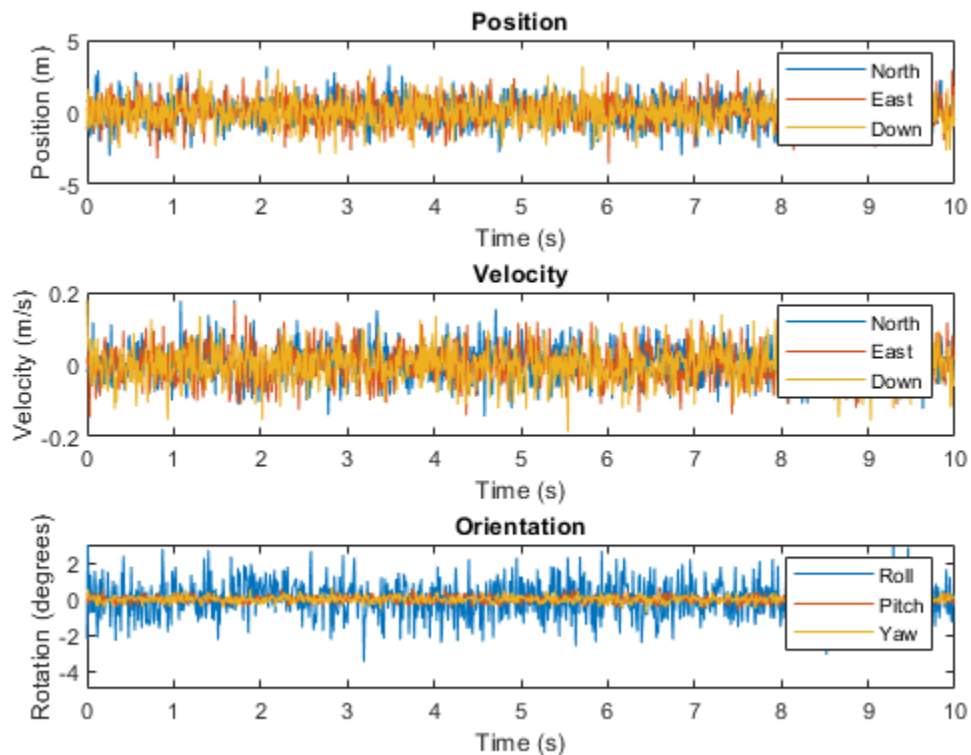 Position
5
0
-5
Position (m)
North
East
Down
0 1 2 3 4 5 6 7 8 9 10
Time (s)
Velocity
0.2
0
-0.2
Velocity (m/s)
North
East
Down
0 1 2 3 4 5 6 7 8 9 10
Time (s)
Orientation
2
0
-2
-4
Rotation (degrees)
Roll
Pitch
Yaw
0 1 2 3 4 5 6 7 8 9 10
Time (s)